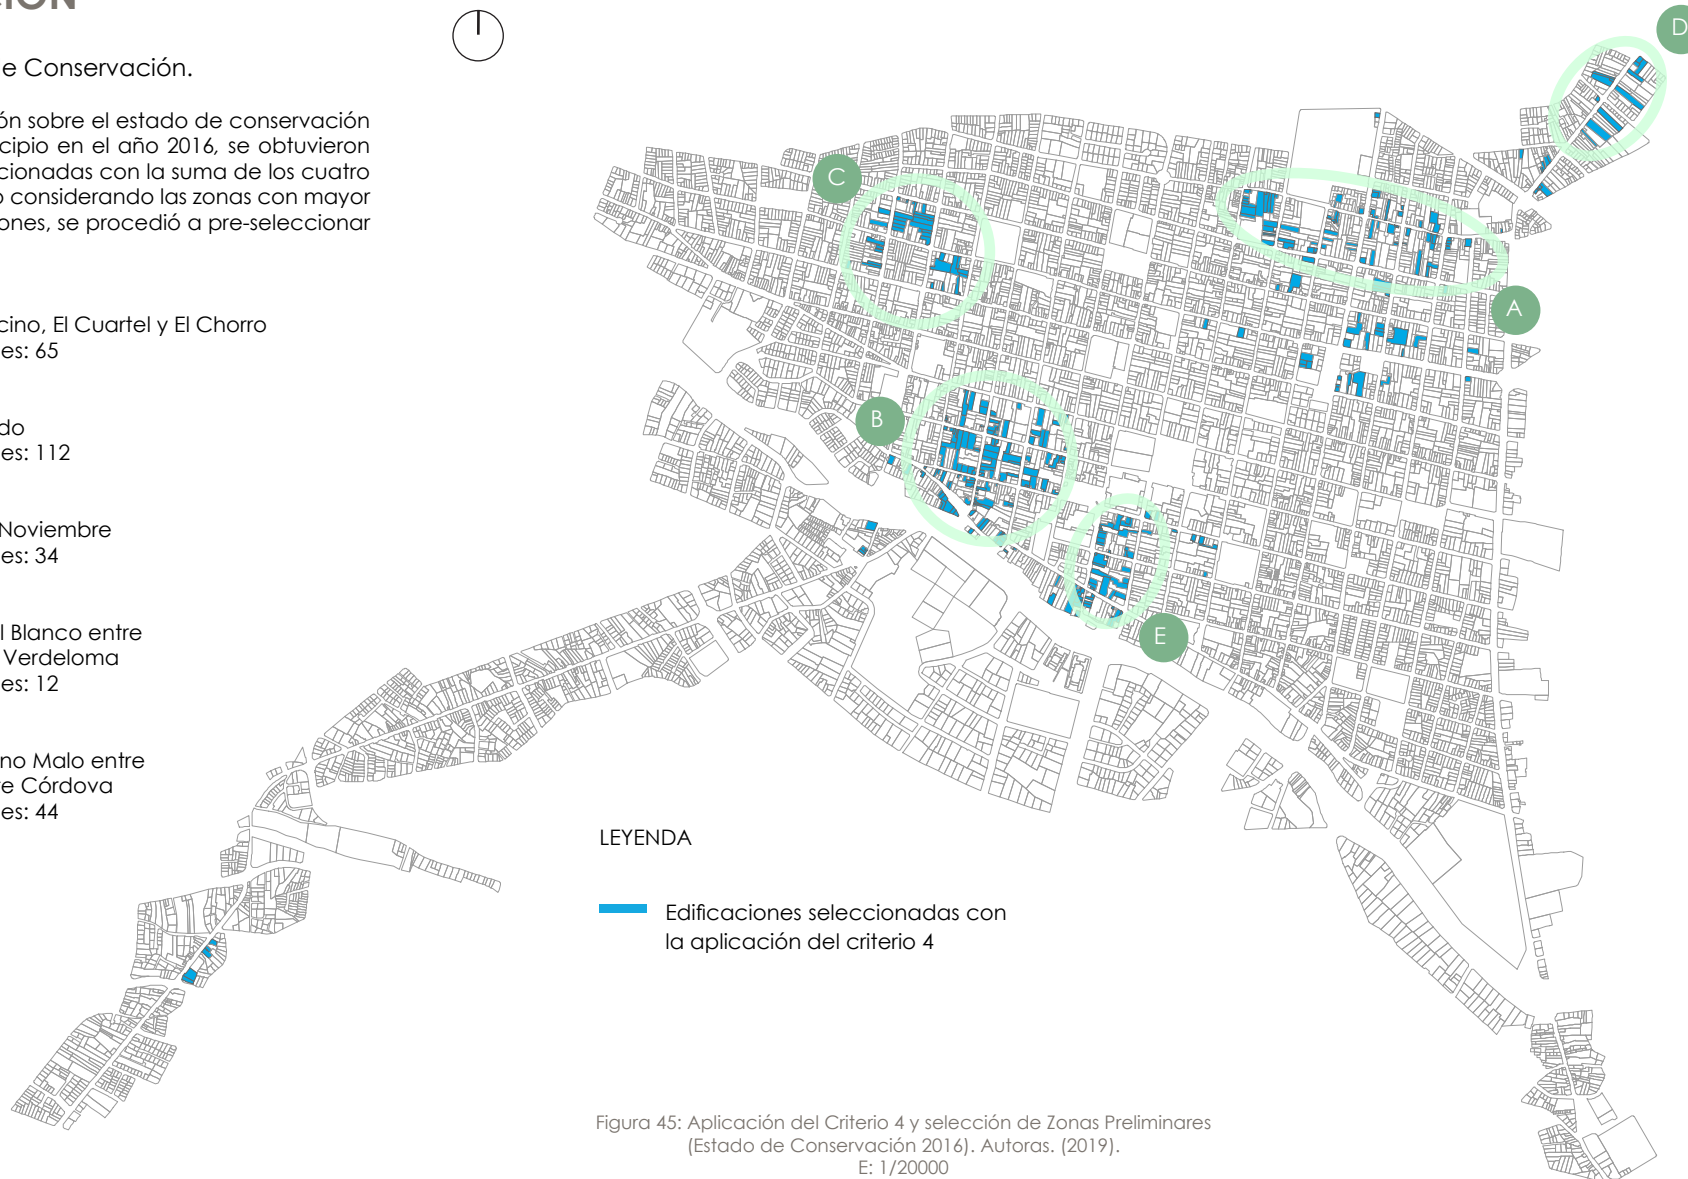 e Conservación.
ón sobre el estado de conservación
cipio en el año 2016, se obtuvieron
cionadas con la suma de los cuatro
o considerando las zonas con mayor
ones, se procedió a pre-seleccionar
cino, El Cuartel y El Chorro
es: 65
do
es: 112
Noviembre
es: 34
l Blanco entre
Verdeloma
es: 12
no Malo entre
e Córdova
es: 44
D
C
A
B
E
LEYENDA
Edificaciones seleccionadas con
la aplicación del criterio 4
Figura 45: Aplicación del Criterio 4 y selección de Zonas Preliminares
(Estado de Conservación 2016). Autoras. (2019).
E: 1/20000